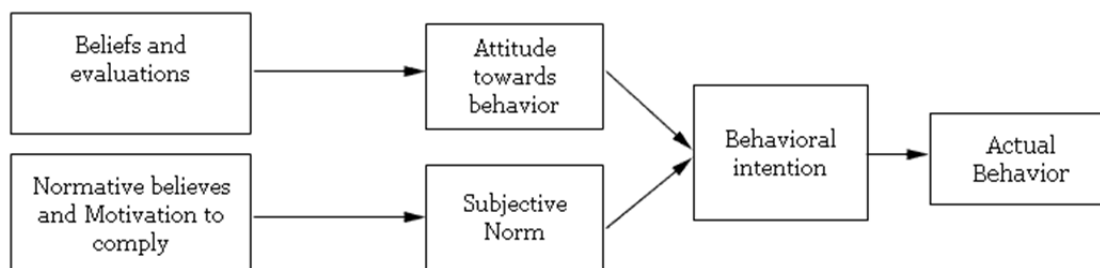 Beliefs and
evaluations
Attitude
towards
behavior
Behavioral
intention
Actual
Behavior
Normative believes
and Motivation to
comply
Subjective
Norm